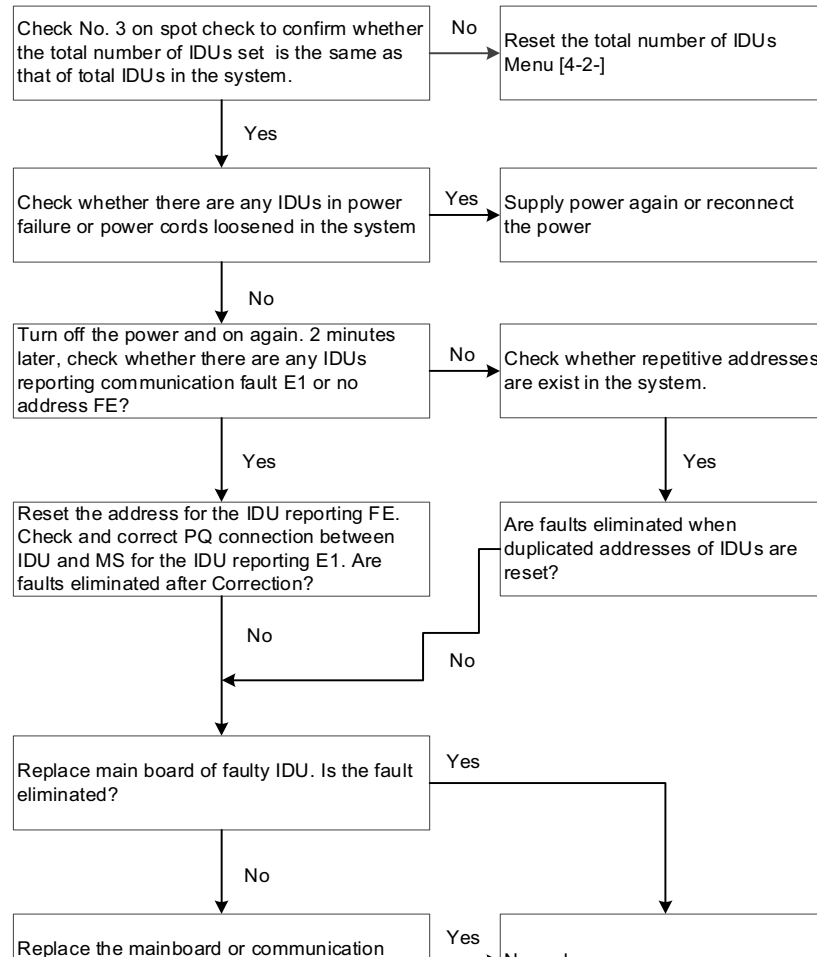 Check No. 3 on spot check to confirm whether
the total number of IDUs set is the same as
that of total IDUs in the system.
No
Reset the total number of IDUs
Menu [4-2-]
Yes
Check whether there are any IDUs in power
failure or power cords loosened in the system
Yes
Supply power again or reconnect
the power
No
Turn off the power and on again. 2 minutes
later, check whether there are any IDUs
reporting communication fault E1 or no
address FE?
No
Check whether repetitive addresses
are exist in the system.
Yes
Yes
Reset the address for the IDU reporting FE.
Check and correct PQ connection between
IDU and MS for the IDU reporting E1. Are
faults eliminated after Correction?
Are faults eliminated when
duplicated addresses of IDUs are
reset?
No
No
Replace main board of faulty IDU. Is the fault
eliminated?
Yes
No
Replace the mainboard or communication
Yes